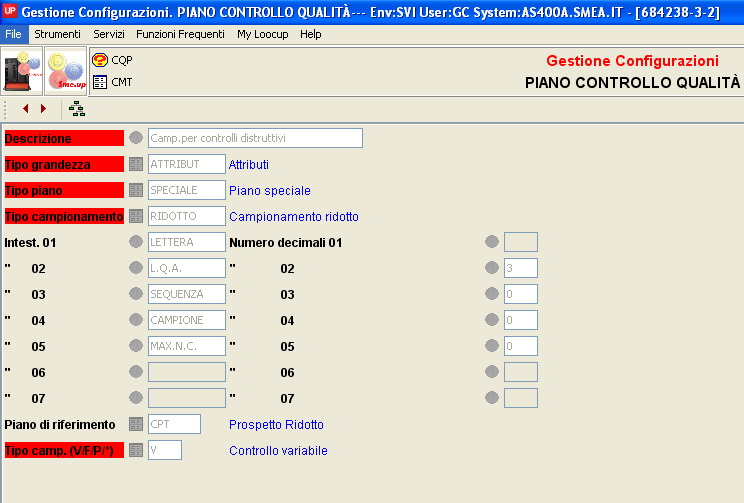 UP Gestione Configurazioni. PIANO CONTROLLO QUALITÀ--- Env:SVI User:GC System:AS400A.SMEA.IT - [684238-3-2]
File Strumenti Servizi Funzioni Frequenti My Loocup Help
Sme.up ? CQP Gestione Configurazioni
CMT PIANO CONTROLLO QUALITÀ
Descrizione Camp.per controlli distruttivi
Tipo grandezza ATTRIBUT Attributi
Tipo piano SPECIALE Piano speciale
Tipo campionamento RIDOTTO Campionamento ridotto
Intest. 01 LETTERA Numero decimali 01
" 02 L.Q.A. " 02 3
" 03 SEQUENZA " 03 0
" 04 CAMPIONE " 04 0
" 05 MAX.N.C. " 05 0
" 06 " 06
" 07 " 07
Piano di riferimento CPT Prospetto Ridotto
Tipo camp. (V/F/P/*) V Controllo variabile